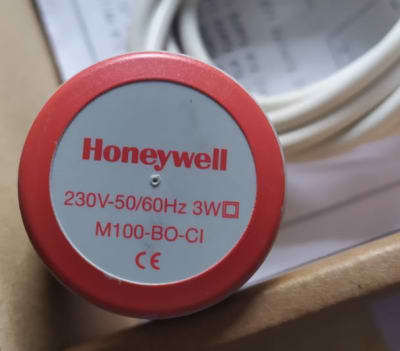 Honeywell
230V-50/60Hz 3W
M100-BO-CI
CE